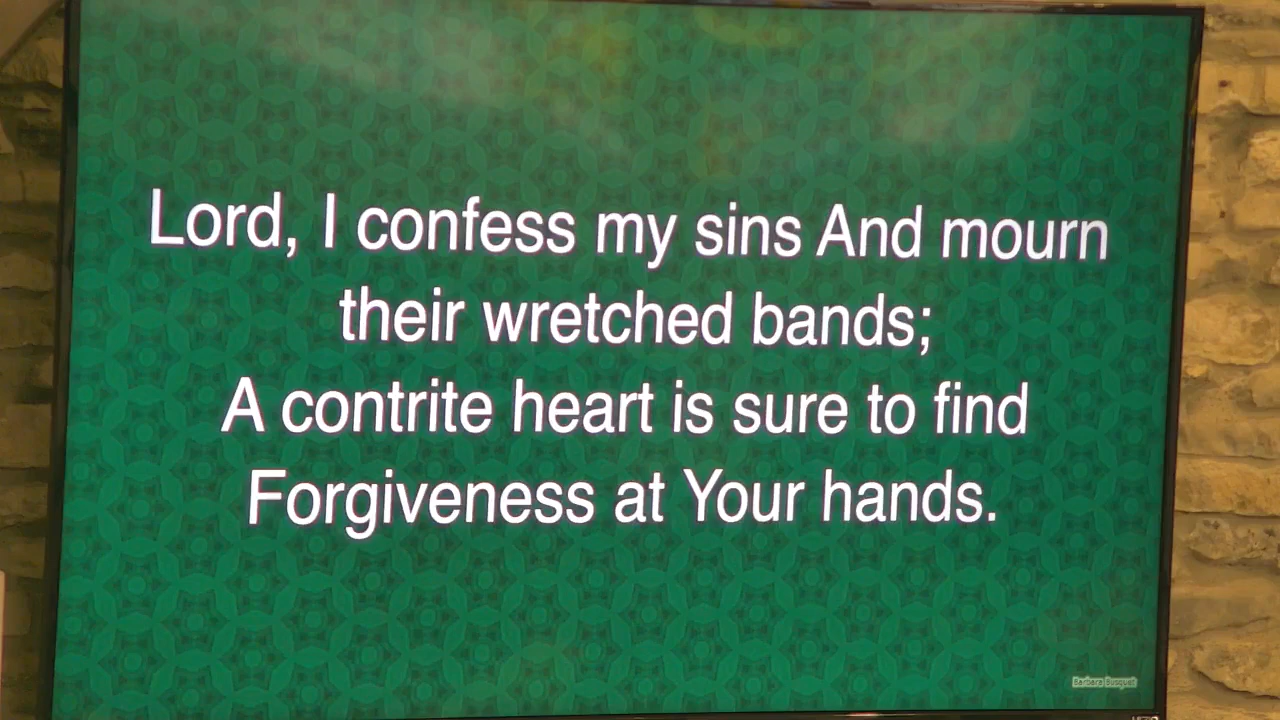 Lord, I confess my sins And mourn
their wretched bands;
A contrite heart is sure to find
Forgiveness at Your hands.
Barbara Busquet